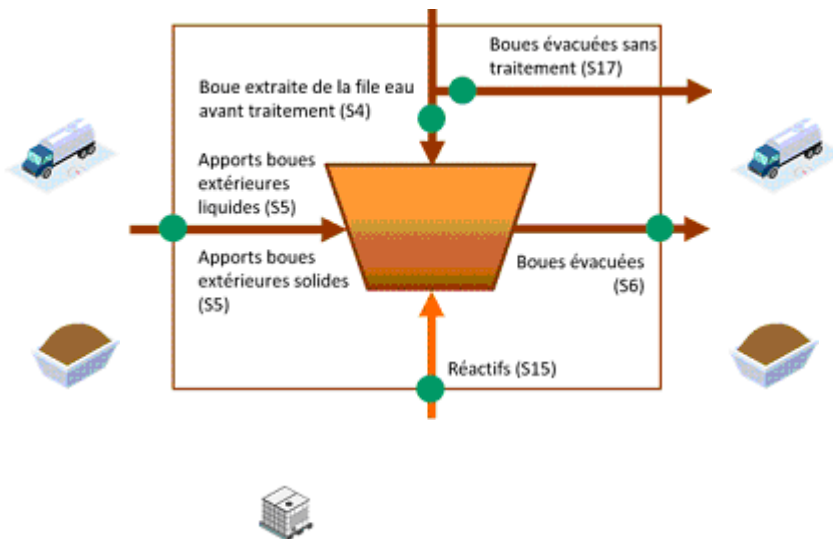 Boues évacuées sans
traitement (S17)
Boue extraite de la file eau
avant traitement (S4)
Apports boues
extérieures
liquides (S5)
Apports boues
extérieures solides
(S5)
Boues évacuées
(S6)
Réactifs (S15)